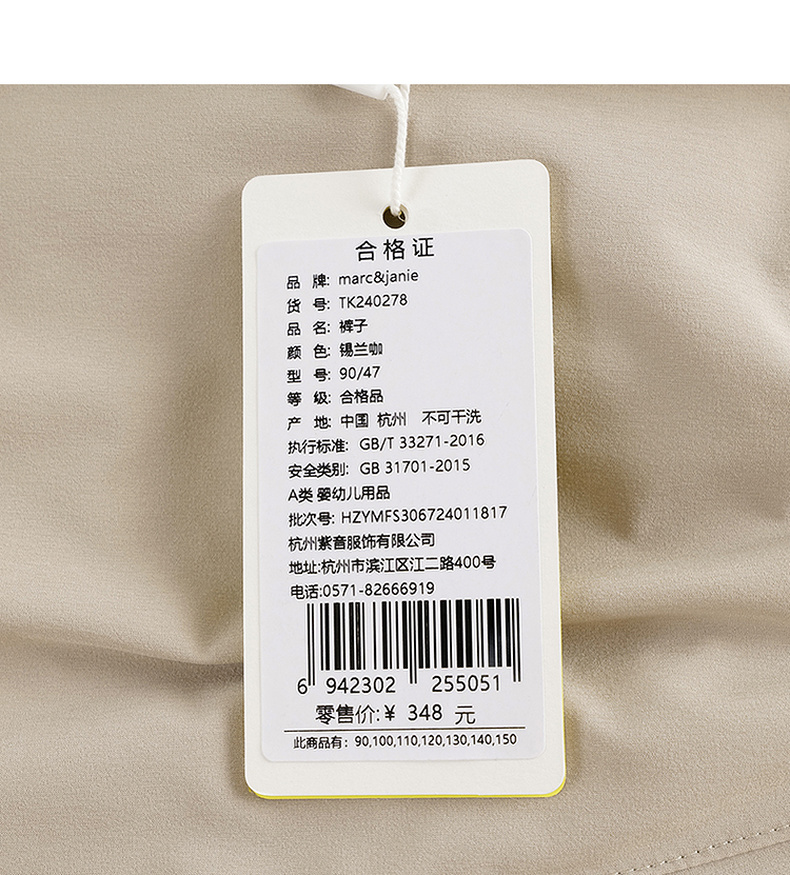 合格证
品 牌: marc&janie
货 号: TK240278
品 名: 裤子
颜 色: 锡兰咖
型 号: 90/47
等 级: 合格品
产 地: 中国 杭州 不可干洗
执行标准: GB/T 33271-2016
安全类别: GB 31701-2015
A类 婴幼儿用品
批次号: HZYMFS306724011817
杭州紫音服饰有限公司
地址:杭州市滨江区江二路400号
电话:0571-82666919
6 942302 255051
零售价:¥ 348 元
此商品有: 90,100,110,120,130,140,150